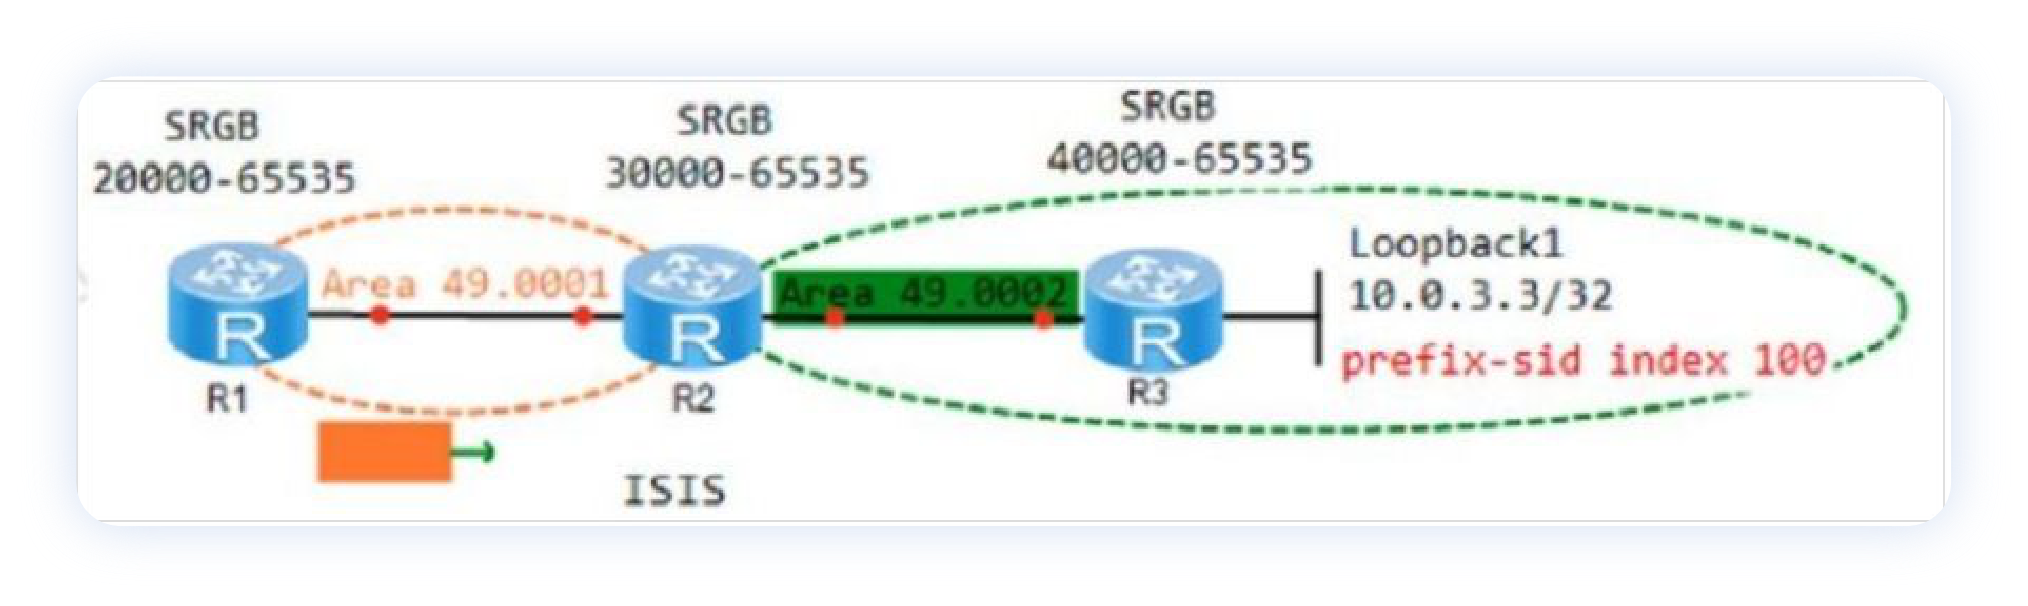 SRGB
20000-65535
SRGB
30000-65535
SRGB
40000-65535
Area 49.0001
Area 49.0002
Loopback1
10.0.3.3/32
prefix-sid index 100
R
R1
R
R2
R
R3
ISIS